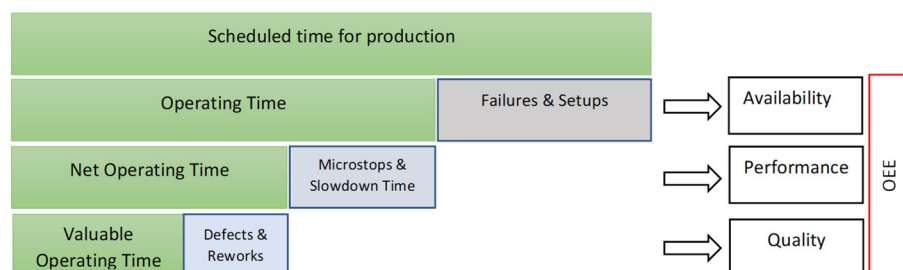 Scheduled time for production
Operating Time
Failures & Setups
Availability
Net Operating Time
Microstops &
Slowdown Time
Performance
Valuable
Operating Time
Defects &
Reworks
Quality
OEE